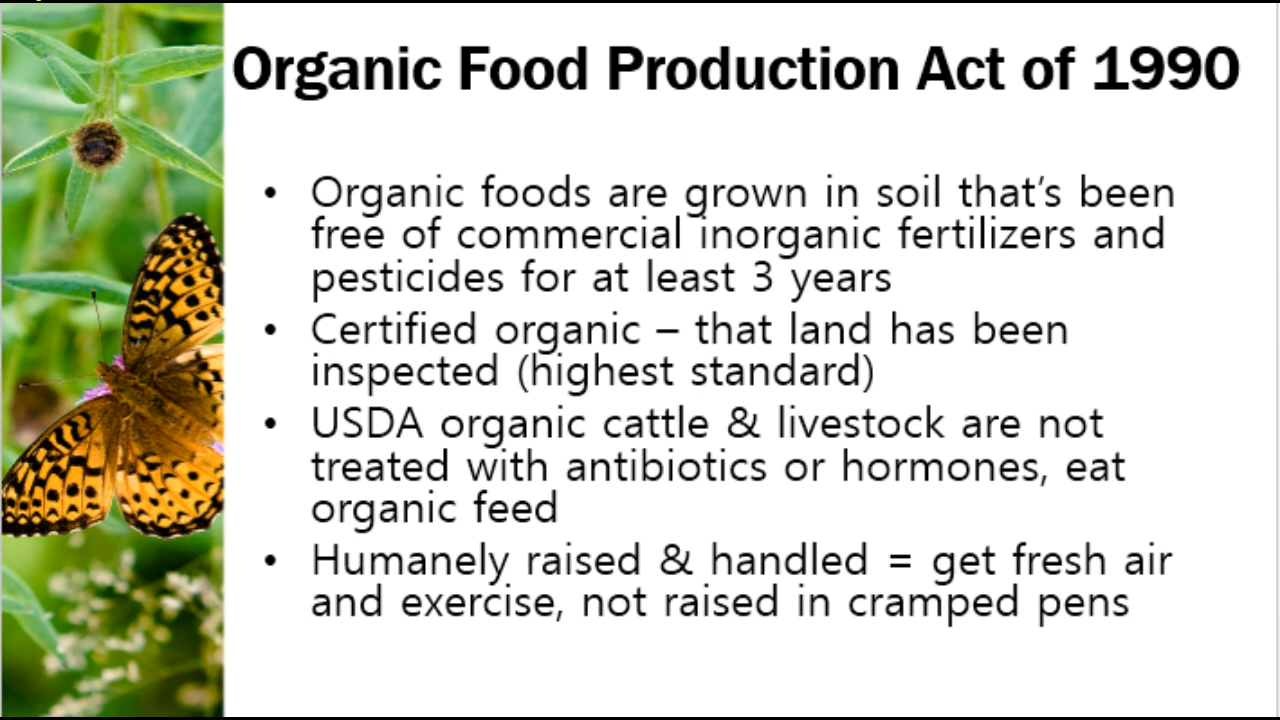 Organic Food Production Act of 1990
• Organic foods are grown in soil that’s been
free of commercial inorganic fertilizers and
pesticides for at least 3 years
• Certified organic – that land has been
inspected (highest standard)
• USDA organic cattle & livestock are not
treated with antibiotics or hormones, eat
organic feed
• Humanely raised & handled = get fresh air
and exercise, not raised in cramped pens